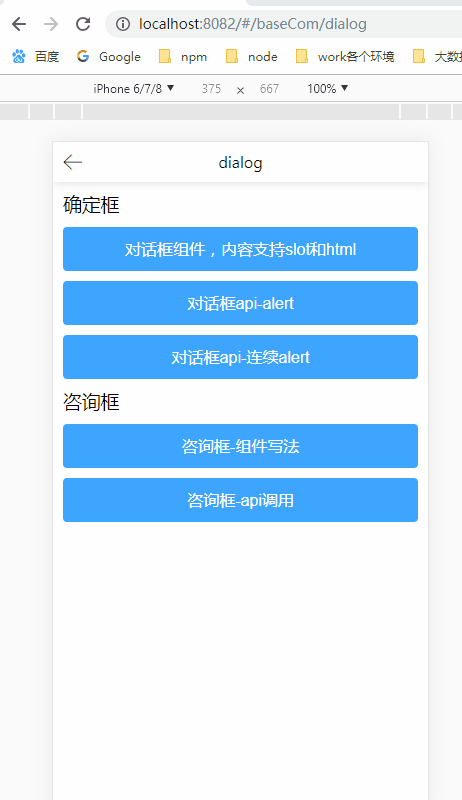 localhost:8082/#/baseCom/dialog
百度 Google npm node work各个环境
iPhone 6/7/8 ▼ 375 × 667 100% ▼
dialog
确定框
对话框组件，内容支持slot和html
对话框api-alert
对话框api-连续alert
咨询框
咨询框-组件写法
咨询框-api调用